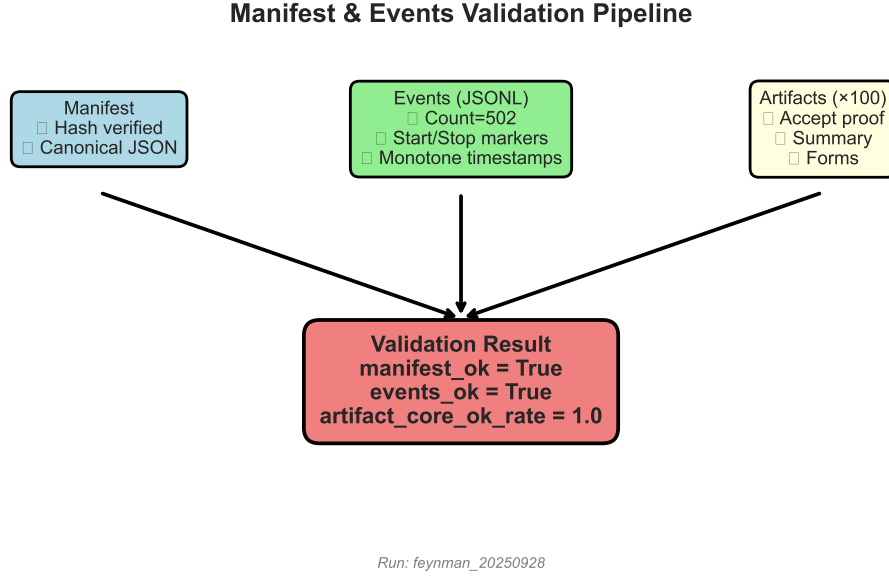 Manifest & Events Validation Pipeline
Manifest
▯ Hash verified
▯ Canonical JSON
Events (JSONL)
▯ Count=502
▯ Start/Stop markers
▯ Monotone timestamps
Artifacts (×100)
▯ Accept proof
▯ Summary
▯ Forms
Validation Result
manifest_ok = True
events_ok = True
artifact_core_ok_rate = 1.0
Run: feynman_20250928